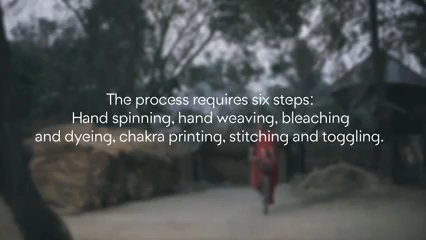 The process requires six steps:
Hand spinning, hand weaving, bleaching
and dyeing, chakra printing, stitching and toggling.